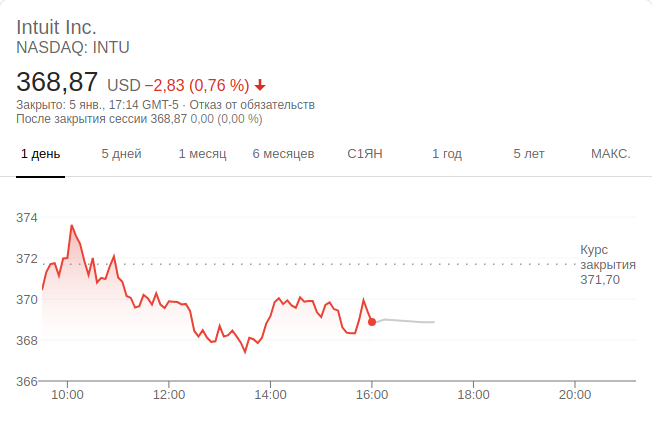 Intuit Inc.
NASDAQ: INTU
368,87 USD −2,83 (0,76 %)
Закрыто: 5 янв., 17:14 GMT-5 · Отказ от обязательств
После закрытия сессии 368,87 0,00 (0,00 %)
1 день 5 дней 1 месяц 6 месяцев С1ЯН 1 год 5 лет МАКС.
374
372
370
368
366
Курс
закрытия
371,70
10:00 12:00 14:00 16:00 18:00 20:00